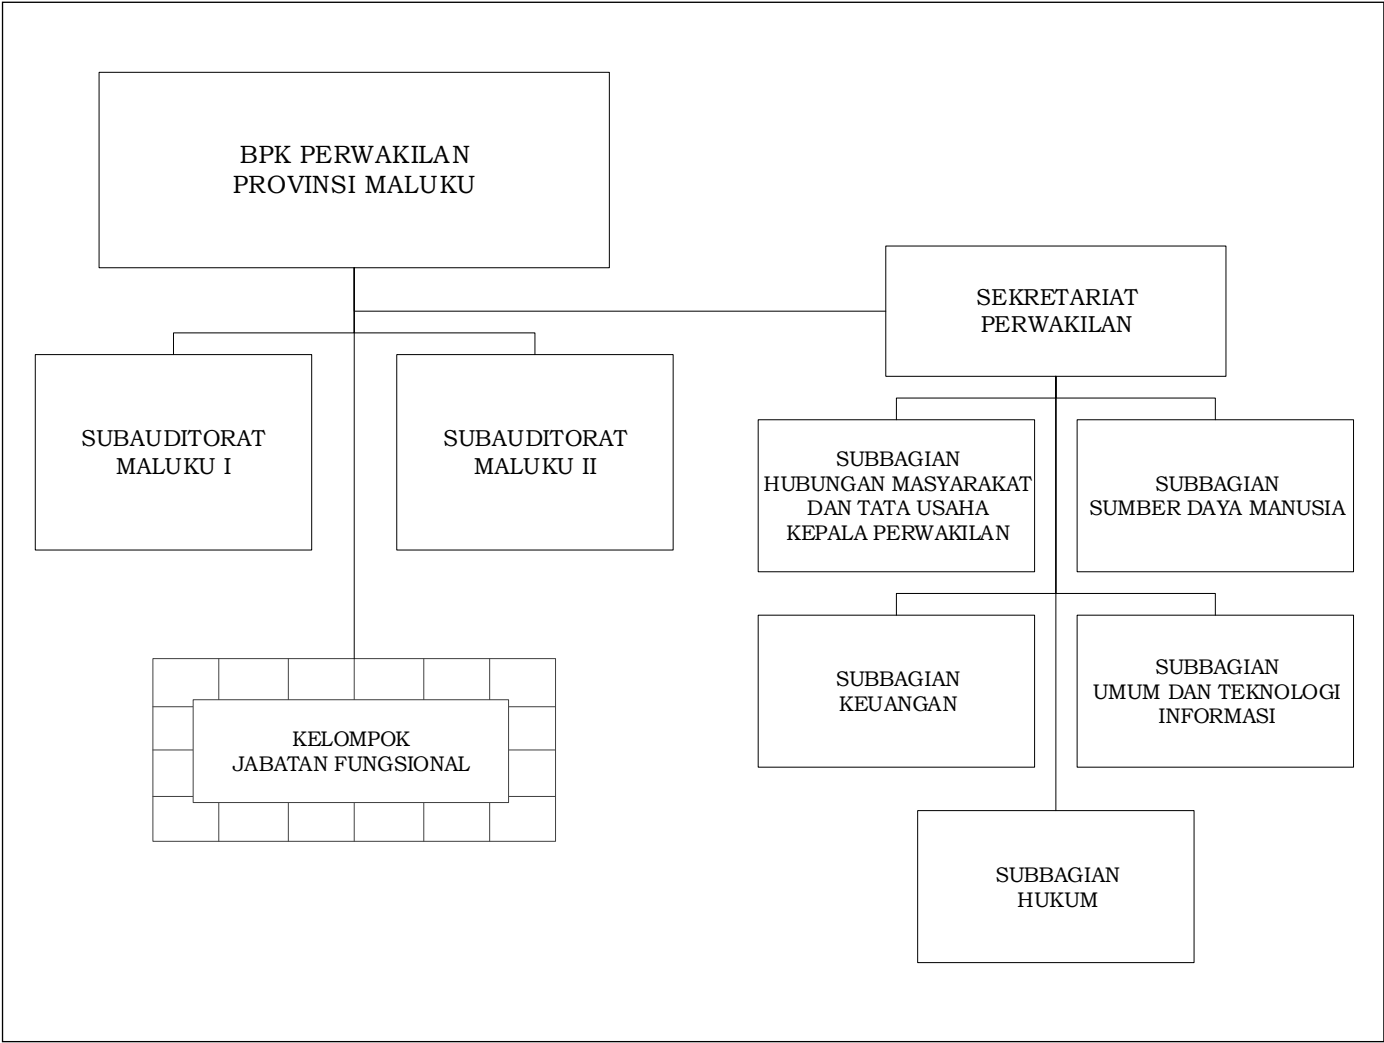 BPK PERWAKILAN
PROVINSI MALUKU
SEKRETARIAT
PERWAKILAN
SUBAUDITORAT
MALUKU I
SUBAUDITORAT
MALUKU II
SUBBAGIAN
HUBUNGAN MASYARAKAT
DAN TATA USAHA
KEPALA PERWAKILAN
SUBBAGIAN
SUMBER DAYA MANUSIA
SUBBAGIAN
KEUANGAN
SUBBAGIAN
UMUM DAN TEKNOLOGI
INFORMASI
KELOMPOK
JABATAN FUNGSIONAL
SUBBAGIAN
HUKUM